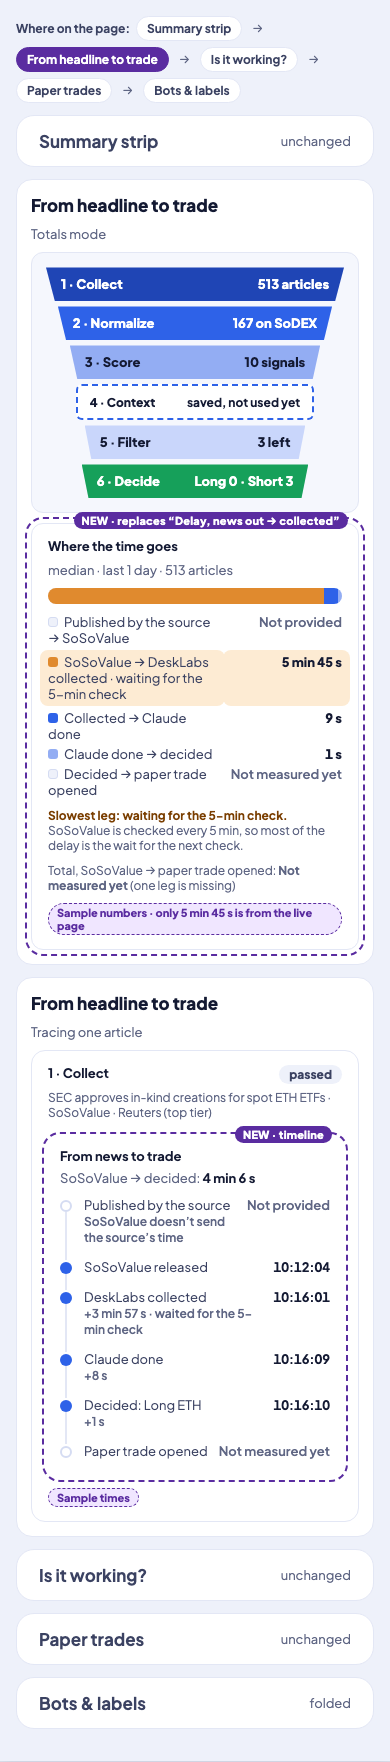 Where on the page: Summary strip →
From headline to trade → Is it working? →
Paper trades → Bots & labels
Summary strip unchanged
From headline to trade
Totals mode
1 · Collect 513 articles
2 · Normalize 167 on SoDEX
3 · Score 10 signals
4 · Context saved, not used yet
5 · Filter 3 left
6 · Decide Long 0 · Short 3
NEW · replaces “Delay, news out → collected”
Where the time goes
median · last 1 day · 513 articles
Published by the source Not provided
→ SoSoValue
SoSoValue → DeskLabs 5 min 45 s
collected · waiting for the
5-min check
Collected → Claude 9 s
done
Claude done → decided 1 s
Decided → paper trade Not measured yet
opened
Slowest leg: waiting for the 5-min check.
SoSoValue is checked every 5 min, so most of the
delay is the wait for the next check.
Total, SoSoValue → paper trade opened: Not
measured yet (one leg is missing)
Sample numbers · only 5 min 45 s is from the live
page
From headline to trade
Tracing one article
1 · Collect passed
SEC approves in-kind creations for spot ETH ETFs ·
SoSoValue · Reuters (top tier)
NEW · timeline
From news to trade
SoSoValue → decided: 4 min 6 s
Published by the source Not provided
SoSoValue doesn’t send
the source’s time
SoSoValue released 10:12:04
DeskLabs collected 10:16:01
+3 min 57 s · waited for the 5-
min check
Claude done 10:16:09
+8 s
Decided: Long ETH 10:16:10
+1 s
Paper trade opened Not measured yet
Sample times
Is it working? unchanged
Paper trades unchanged
Bots & labels folded